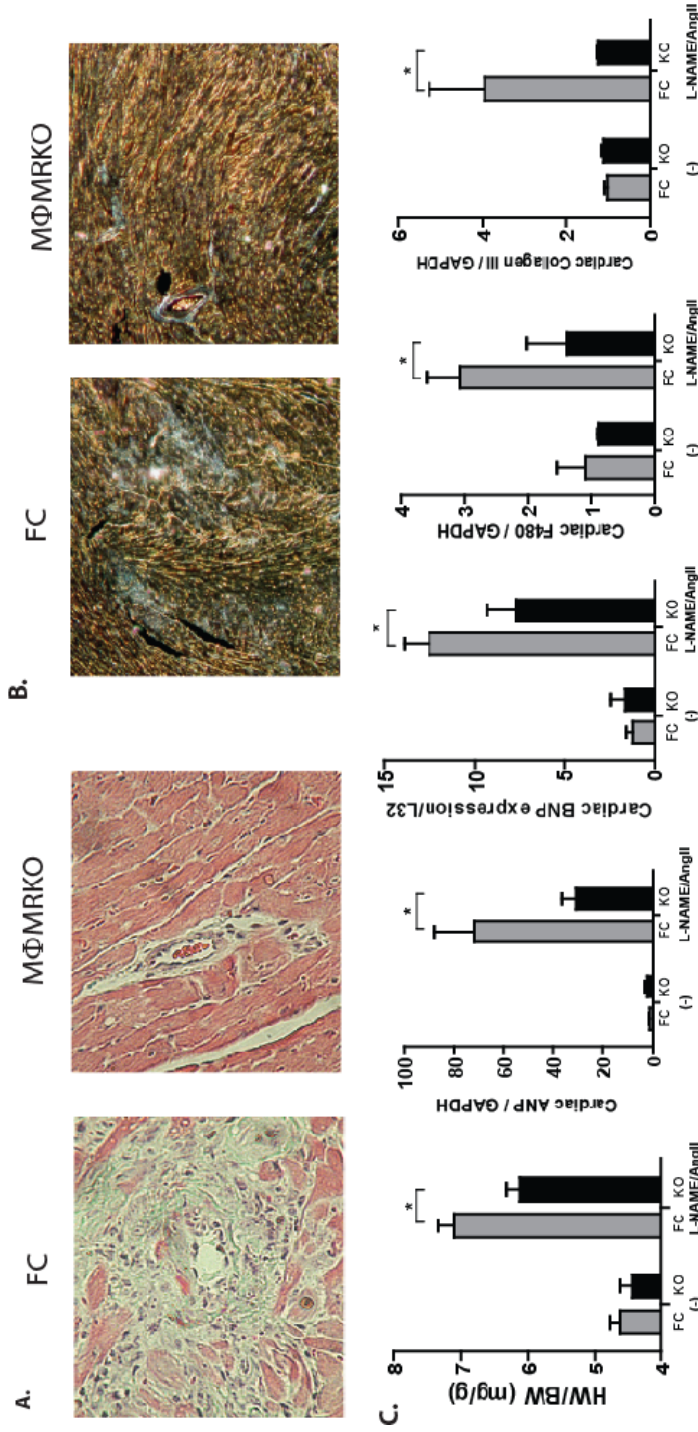 A.
FC
MΦMRKO
B.
FC
MΦMRKO
C.
HW/BW (mg/g)
8
7
6
5
4
FC KO FC KO
(-) L-NAME/AngII
*
Cardiac ANP / GAPDH
100
80
60
40
20
0
FC KO FC KO
(-) L-NAME/AngII
*
Cardiac BNP expression/L32
15
10
5
0
FC KO FC KO
(-) L-NAME/AngII
*
Cardiac F480 / GAPDH
4
3
2
1
0
FC KO FC KO
(-) L-NAME/AngII
*
Cardiac Collagen III / GAPDH
6
4
2
0
FC KO FC KC
(-) L-NAME/AngII
*